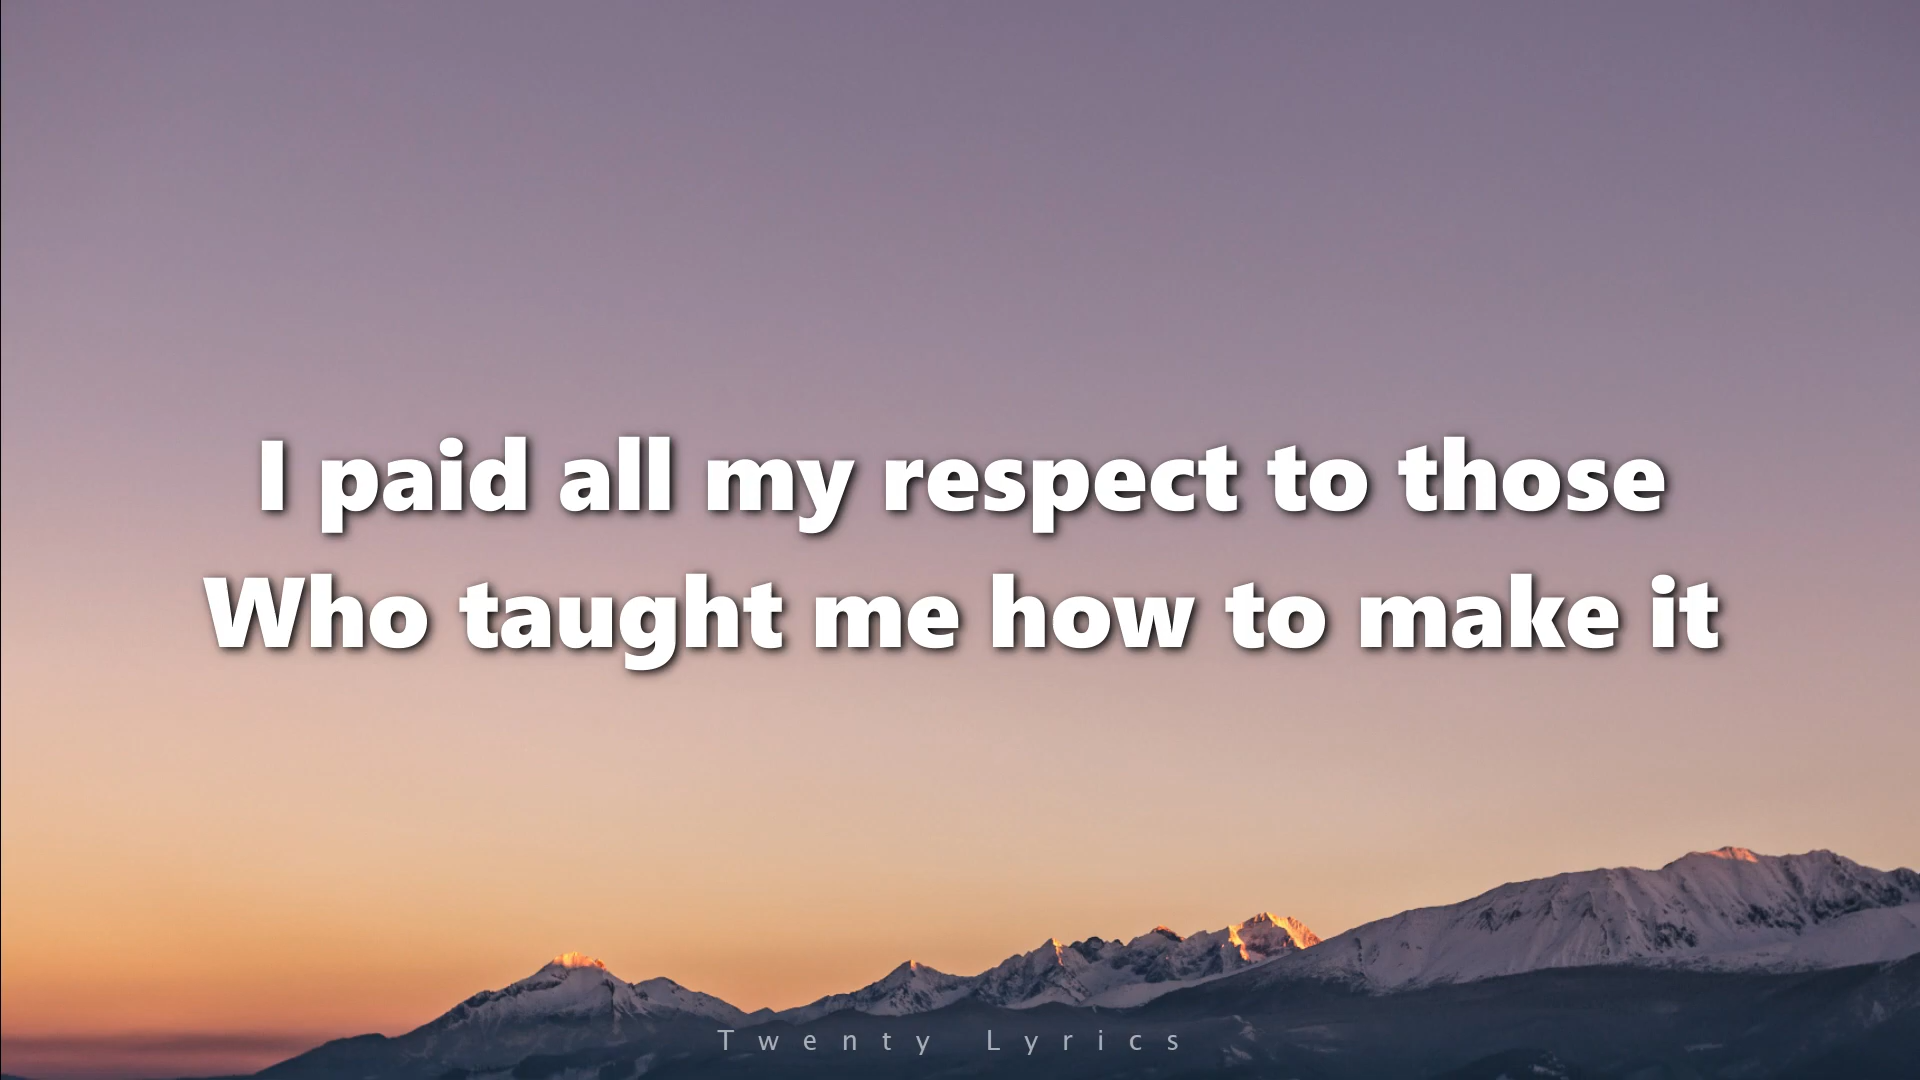 I paid all my respect to those
Who taught me how to make it
Twenty Lyrics